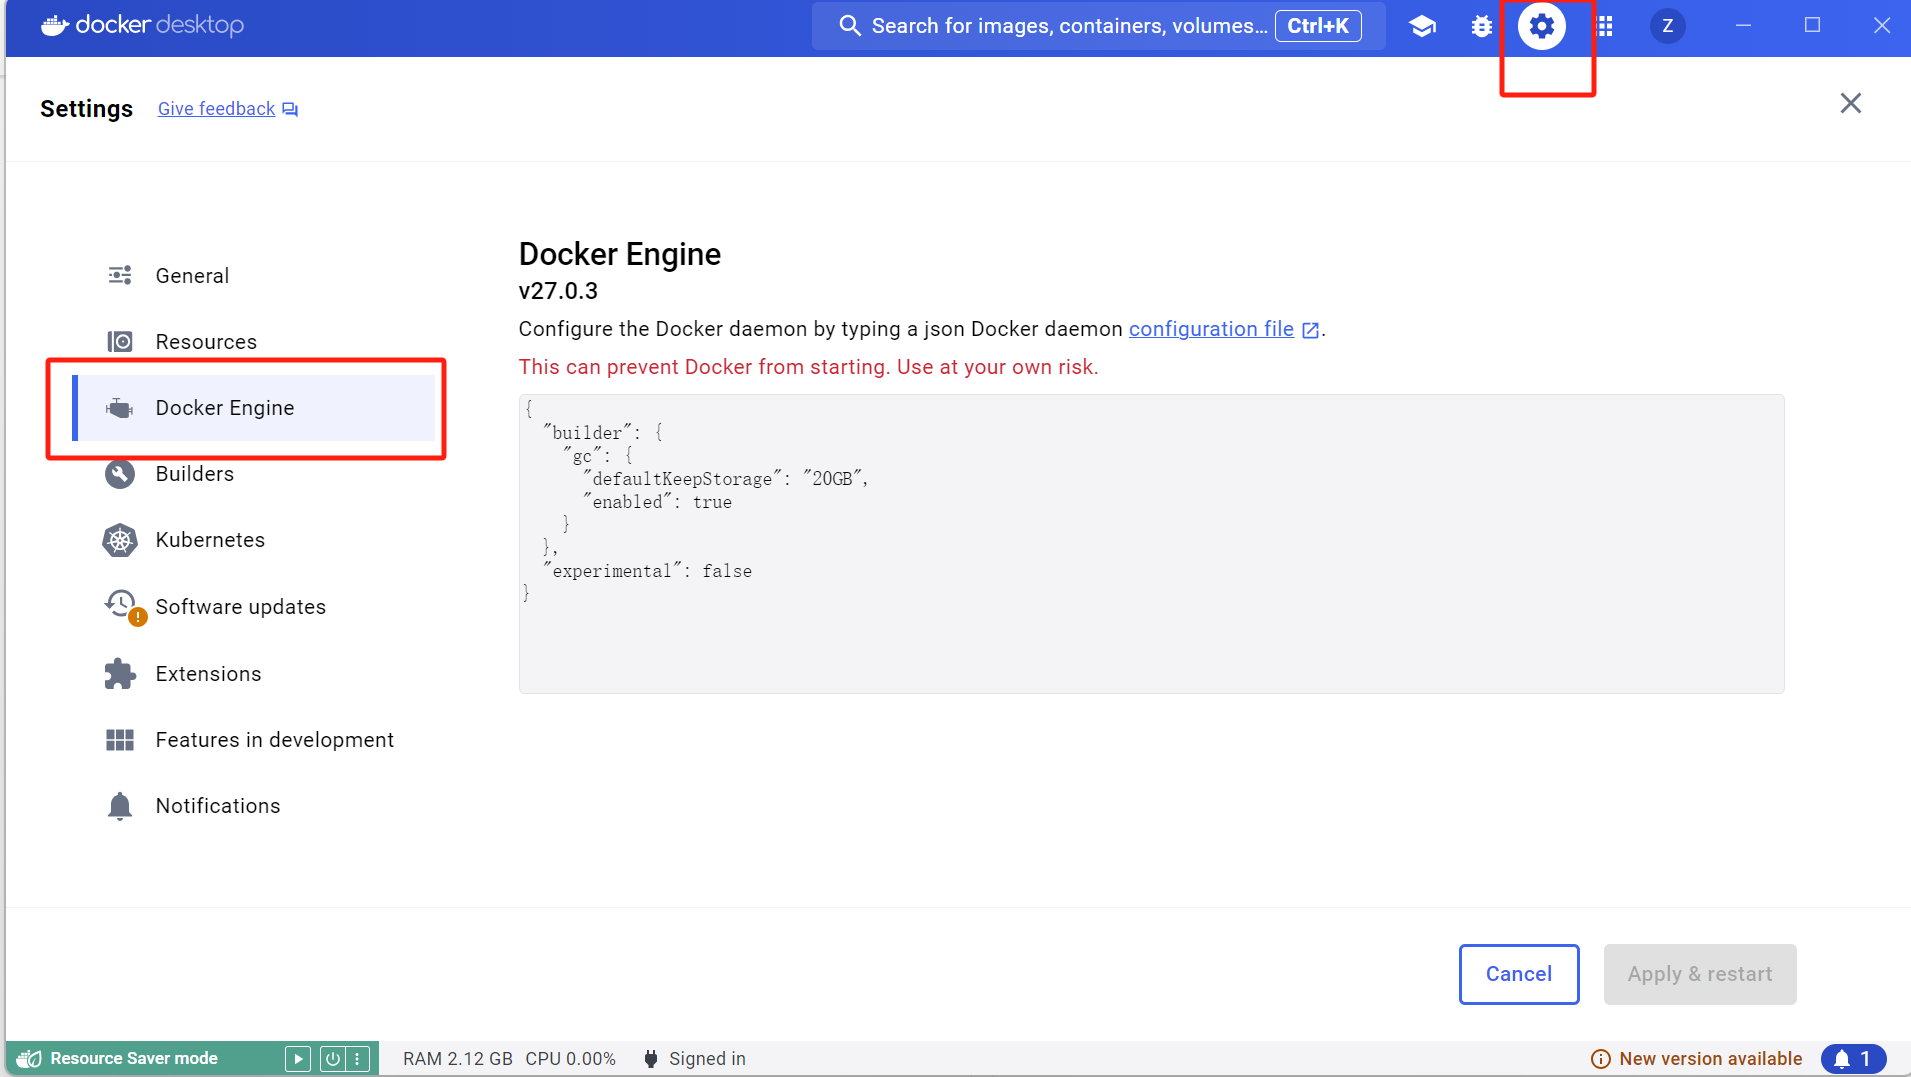 docker desktop
Search for images, containers, volumes... Ctrl+K
Z
Settings Give feedback
General
Resources
Docker Engine
Builders
Kubernetes
Software updates
Extensions
Features in development
Notifications
Docker Engine
v27.0.3
Configure the Docker daemon by typing a json Docker daemon configuration file.
This can prevent Docker from starting. Use at your own risk.
{
  "builder": {
    "gc": {
      "defaultKeepStorage": "20GB",
      "enabled": true
    }
  },
  "experimental": false
}
Cancel Apply & restart
Resource Saver mode RAM 2.12 GB CPU 0.00% Signed in New version available 1